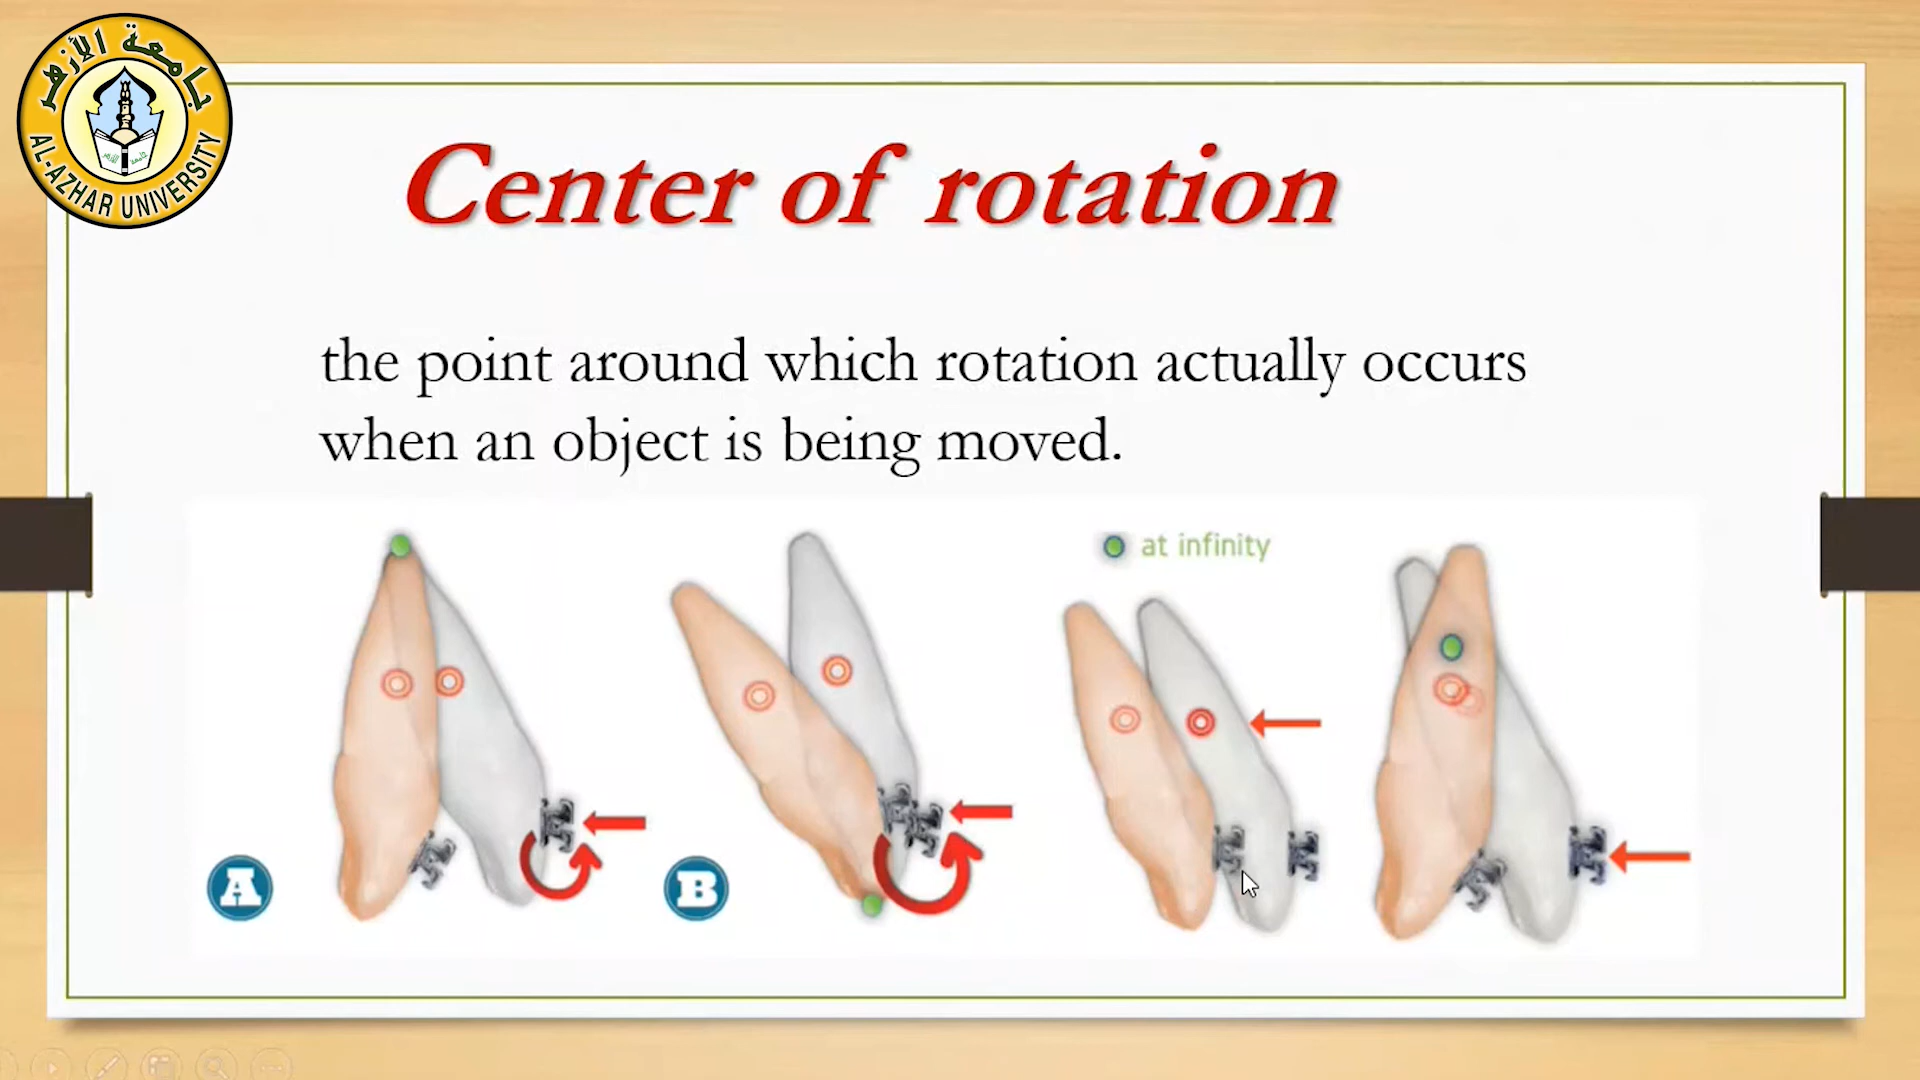 جامعة الأزهر
AL-AZHAR UNIVERSITY
Center of rotation
the point around which rotation actually occurs
when an object is being moved.
at infinity
A
B